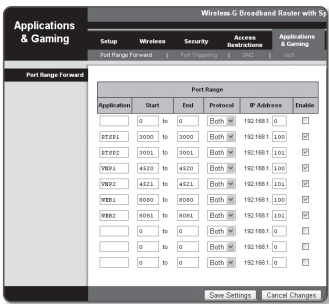 Wireless-G Broadband Router with Sp
Applications & Gaming
Setup Wireless Security Access Restrictions Applications & Gaming
Port Range Forward | Port Triggering | DMZ | QoS
Port Range Forward
Port Range
Application Start End Protocol IP Address Enable
0 to 0 Both 192.168.1. 0
RTSP1 3000 to 3000 Both 192.168.1. 100
RTSP2 3001 to 3001 Both 192.168.1. 101
VNP1 4520 to 4520 Both 192.168.1. 100
VNP2 4521 to 4521 Both 192.168.1. 101
WEB1 8080 to 8080 Both 192.168.1. 100
WEB2 8081 to 8081 Both 192.168.1. 101
0 to 0 Both 192.168.1. 0
0 to 0 Both 192.168.1. 0
0 to 0 Both 192.168.1. 0
Save Settings Cancel Changes